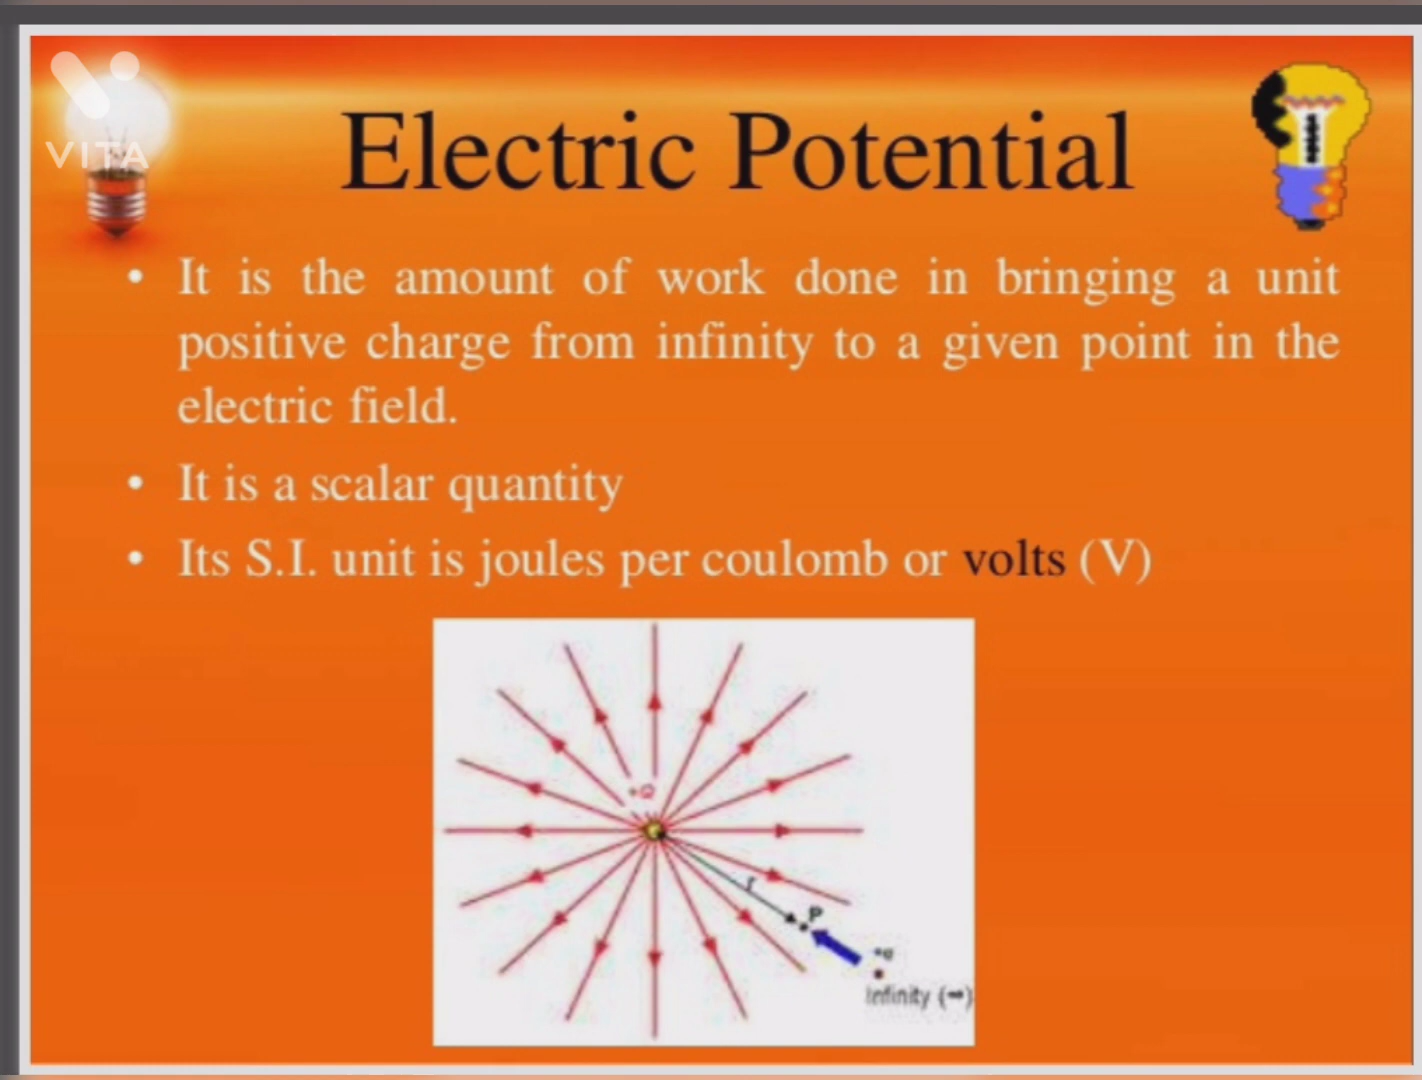 VITA
Electric Potential
• It is the amount of work done in bringing a unit
positive charge from infinity to a given point in the
electric field.
• It is a scalar quantity
• Its S.I. unit is joules per coulomb or volts (V)
+Q
r
P
Infinity (∞)